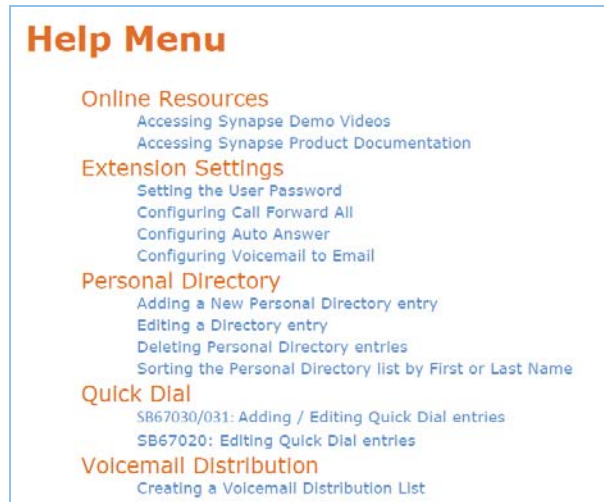 Help Menu
Online Resources
Accessing Synapse Demo Videos
Accessing Synapse Product Documentation
Extension Settings
Setting the User Password
Configuring Call Forward All
Configuring Auto Answer
Configuring Voicemail to Email
Personal Directory
Adding a New Personal Directory entry
Editing a Directory entry
Deleting Personal Directory entries
Sorting the Personal Directory list by First or Last Name
Quick Dial
SB67030/031: Adding / Editing Quick Dial entries
SB67020: Editing Quick Dial entries
Voicemail Distribution
Creating a Voicemail Distribution List